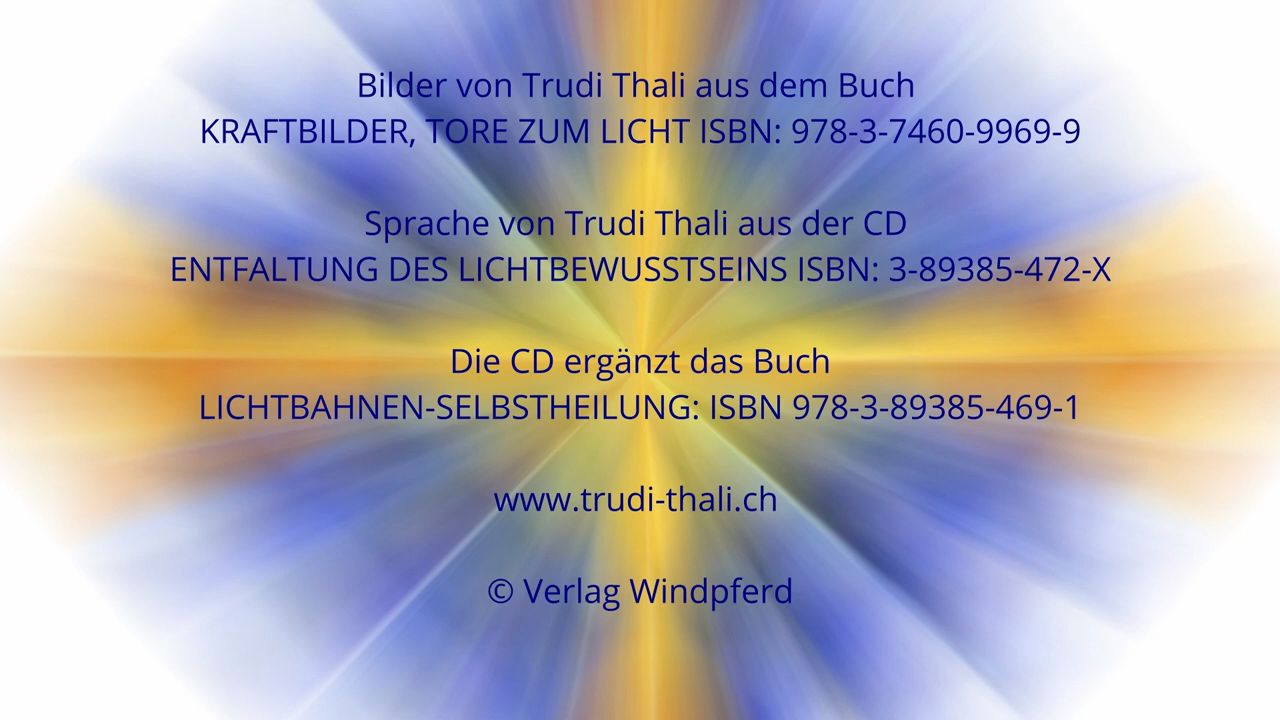 Bilder von Trudi Thali aus dem Buch
KRAFTBILDER, TORE ZUM LICHT ISBN: 978-3-7460-9969-9
Sprache von Trudi Thali aus der CD
ENTFALTUNG DES LICHTBEWUSSTSEINS ISBN: 3-89385-472-X
Die CD ergänzt das Buch
LICHTBAHNEN-SELBSTHEILUNG: ISBN 978-3-89385-469-1
www.trudi-thali.ch
© Verlag Windpferd